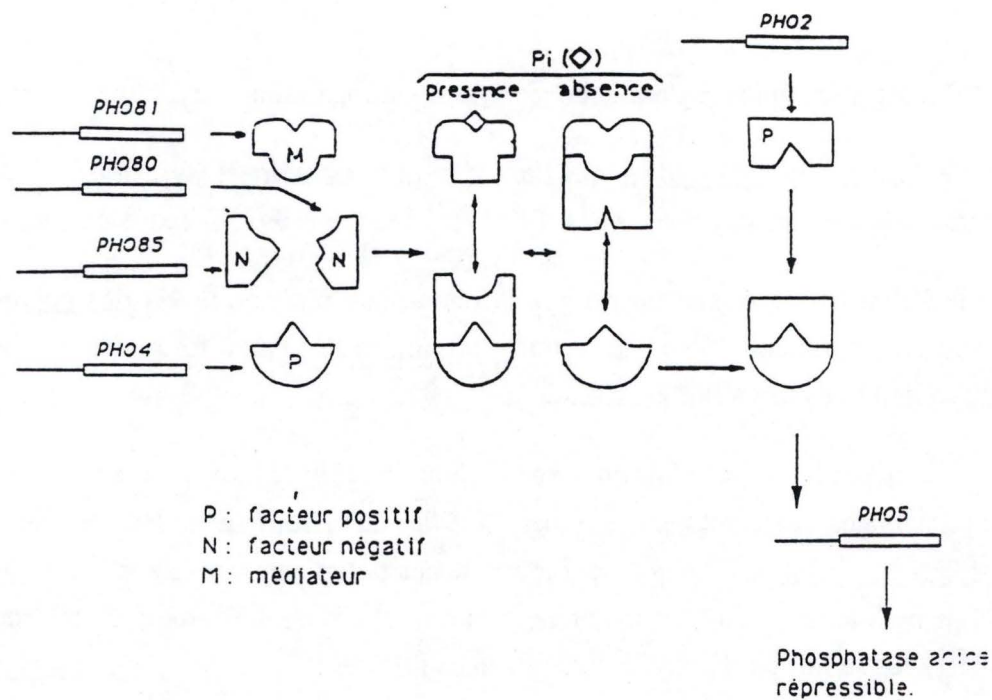 PHO2
Pi (◇)
presence absence
PHO81
M
P
PHO80
PHO85
N N
PHO4
P
P : facteur positif
N : facteur négatif
M : médiateur
PHO5
Phosphatase acide
répressible.